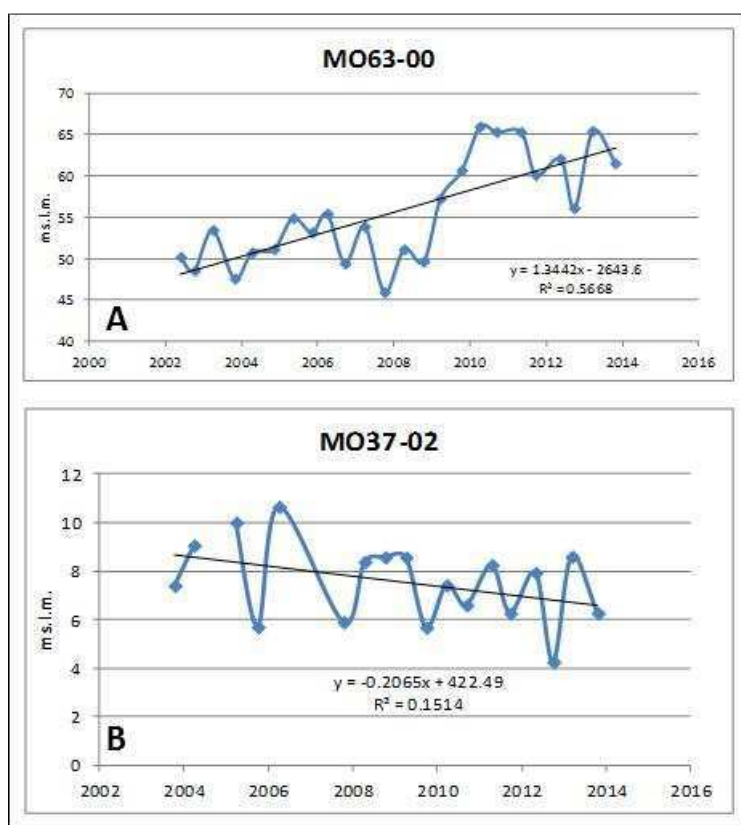 MO63-00
70
65
60
55
50
45
40
m s.l.m.
y = 1.3442x - 2643.6
R² = 0.5668
A
2000 2002 2004 2006 2008 2010 2012 2014 2016
MO37-02
12
10
8
6
4
2
0
m s.l.m.
y = -0.2065x + 422.49
R² = 0.1514
B
2002 2004 2006 2008 2010 2012 2014 2016